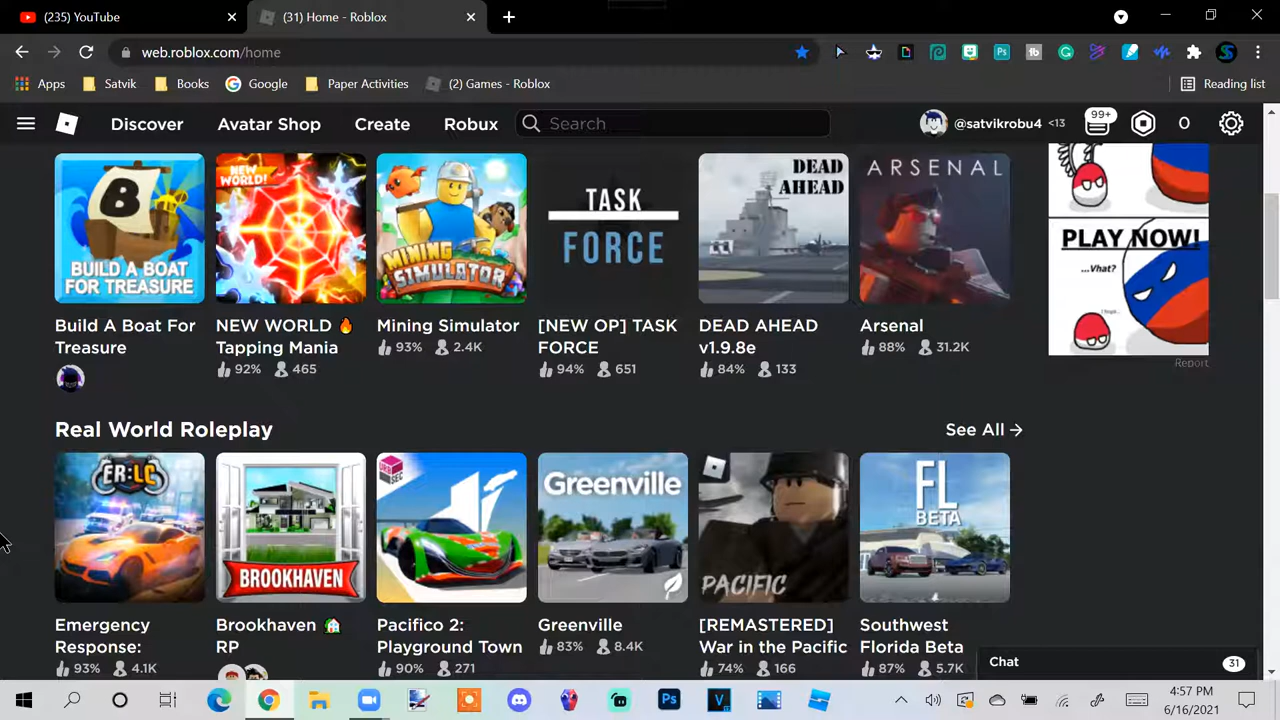 (235) YouTube
(31) Home - Roblox
web.roblox.com/home
Apps
Satvik
Books
Google
Paper Activities
(2) Games - Roblox
Reading list
Discover
Avatar Shop
Create
Robux
Search
@satvikrobu4 <13
99+
0
B
BUILD A BOAT
FOR TREASURE
NEW
WORLD!
MINING
SIMULATOR
TASK
FORCE
DEAD
AHEAD
ARSENAL
PLAY NOW!
...Vhat?
Report
Build A Boat For
Treasure
NEW WORLD 🔥
Tapping Mania
92% 465
Mining Simulator
93% 2.4K
[NEW OP] TASK
FORCE
94% 651
DEAD AHEAD
v1.9.8e
84% 133
Arsenal
88% 31.2K
Real World Roleplay
See All →
ER:LC
BROOKHAVEN
Greenville
PACIFIC
FL
BETA
Emergency
Response:
93% 4.1K
Brookhaven 🏡
RP
Pacifico 2:
Playground Town
90% 271
Greenville
83% 8.4K
[REMASTERED]
War in the Pacific
74% 166
Southwest
Florida Beta
87% 5.7K
Chat
31
Ps
V
4:57 PM
6/16/2021